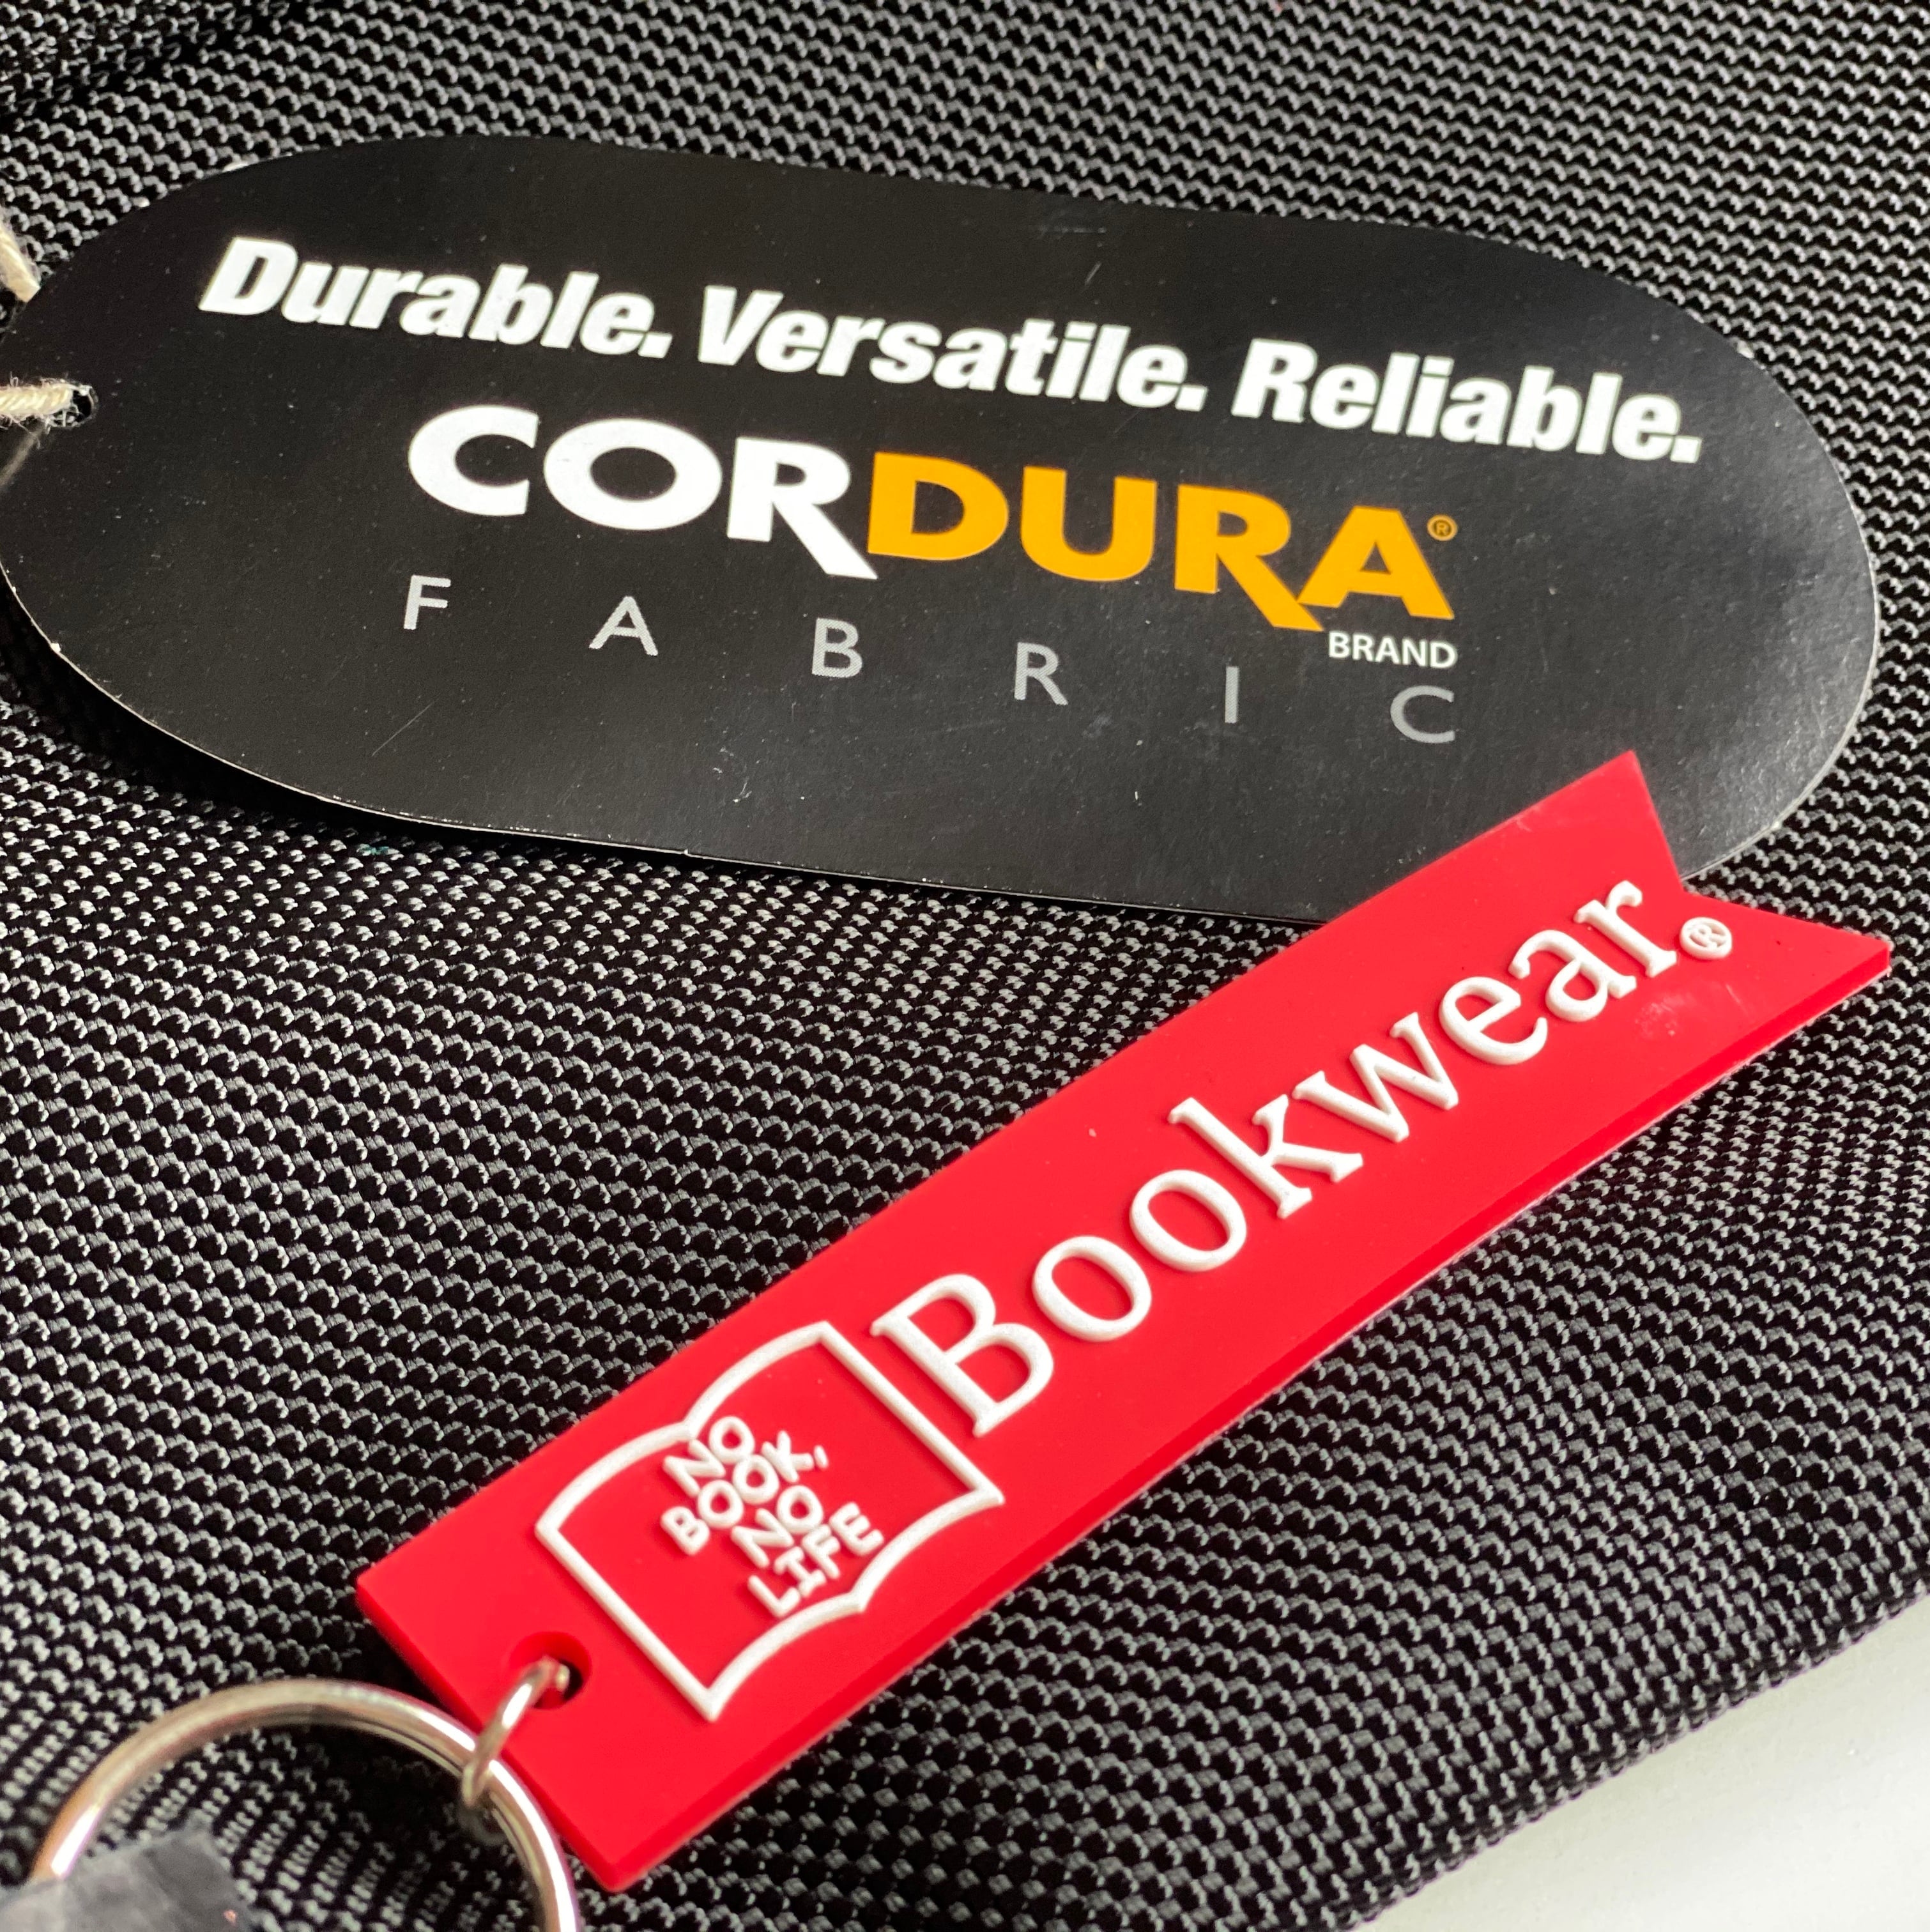 Durable. Versatile. Reliable.
CORDURA®
BRAND
FABRIC
Bookwear®
NO
BOOK,
NO
LIFE